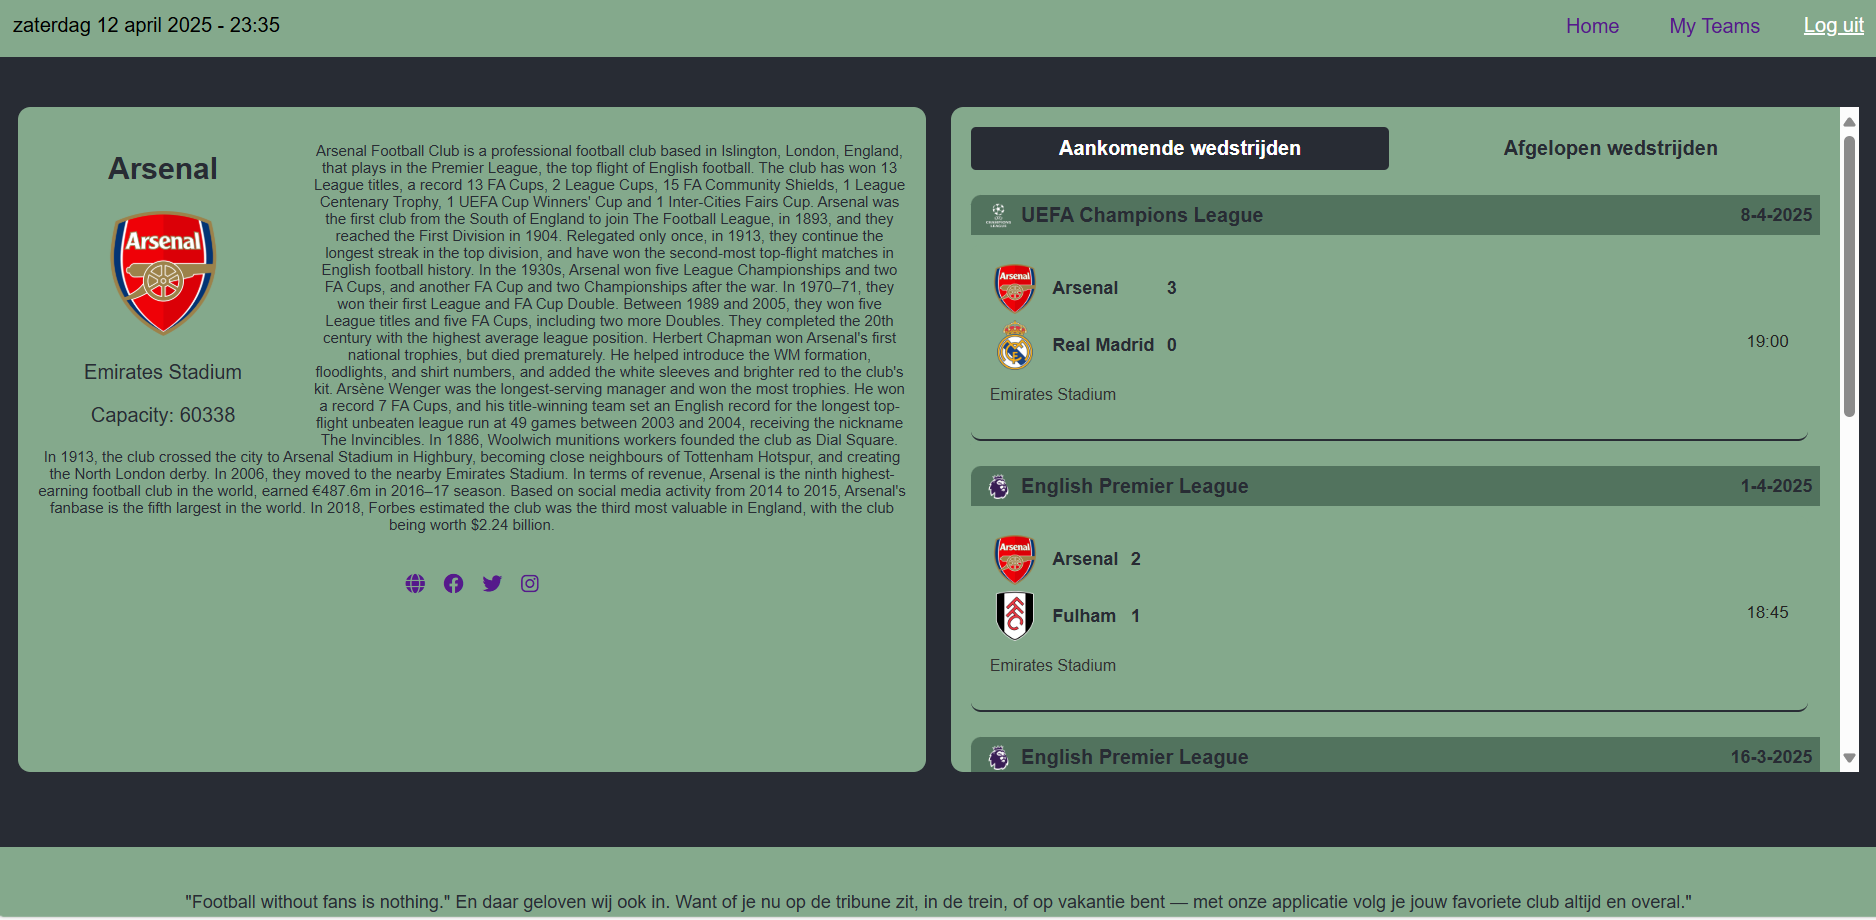 zaterdag 12 april 2025 - 23:35
Home
My Teams
Log uit
Arsenal
Arsenal
Emirates Stadium
Capacity: 60338
Arsenal Football Club is a professional football club based in Islington, London, England,
that plays in the Premier League, the top flight of English football. The club has won 13
League titles, a record 13 FA Cups, 2 League Cups, 15 FA Community Shields, 1 League
Centenary Trophy, 1 UEFA Cup Winners' Cup and 1 Inter-Cities Fairs Cup. Arsenal was
the first club from the South of England to join The Football League, in 1893, and they
reached the First Division in 1904. Relegated only once, in 1913, they continue the
longest streak in the top division, and have won the second-most top-flight matches in
English football history. In the 1930s, Arsenal won five League Championships and two
FA Cups, and another FA Cup and two Championships after the war. In 1970–71, they
won their first League and FA Cup Double. Between 1989 and 2005, they won five
League titles and five FA Cups, including two more Doubles. They completed the 20th
century with the highest average league position. Herbert Chapman won Arsenal's first
national trophies, but died prematurely. He helped introduce the WM formation,
floodlights, and shirt numbers, and added the white sleeves and brighter red to the club's
kit. Arsène Wenger was the longest-serving manager and won the most trophies. He won
a record 7 FA Cups, and his title-winning team set an English record for the longest top-
flight unbeaten league run at 49 games between 2003 and 2004, receiving the nickname
The Invincibles. In 1886, Woolwich munitions workers founded the club as Dial Square.
In 1913, the club crossed the city to Arsenal Stadium in Highbury, becoming close neighbours of Tottenham Hotspur, and creating
the North London derby. In 2006, they moved to the nearby Emirates Stadium. In terms of revenue, Arsenal is the ninth highest-
earning football club in the world, earned €487.6m in 2016–17 season. Based on social media activity from 2014 to 2015, Arsenal's
fanbase is the fifth largest in the world. In 2018, Forbes estimated the club was the third most valuable in England, with the club
being worth $2.24 billion.
Aankomende wedstrijden
Afgelopen wedstrijden
UEFA Champions League
8-4-2025
Arsenal
Arsenal 3
Real Madrid 0
19:00
Emirates Stadium
English Premier League
1-4-2025
Arsenal
Arsenal 2
Fulham 1
18:45
Emirates Stadium
English Premier League
16-3-2025
"Football without fans is nothing." En daar geloven wij ook in. Want of je nu op de tribune zit, in de trein, of op vakantie bent — met onze applicatie volg je jouw favoriete club altijd en overal."